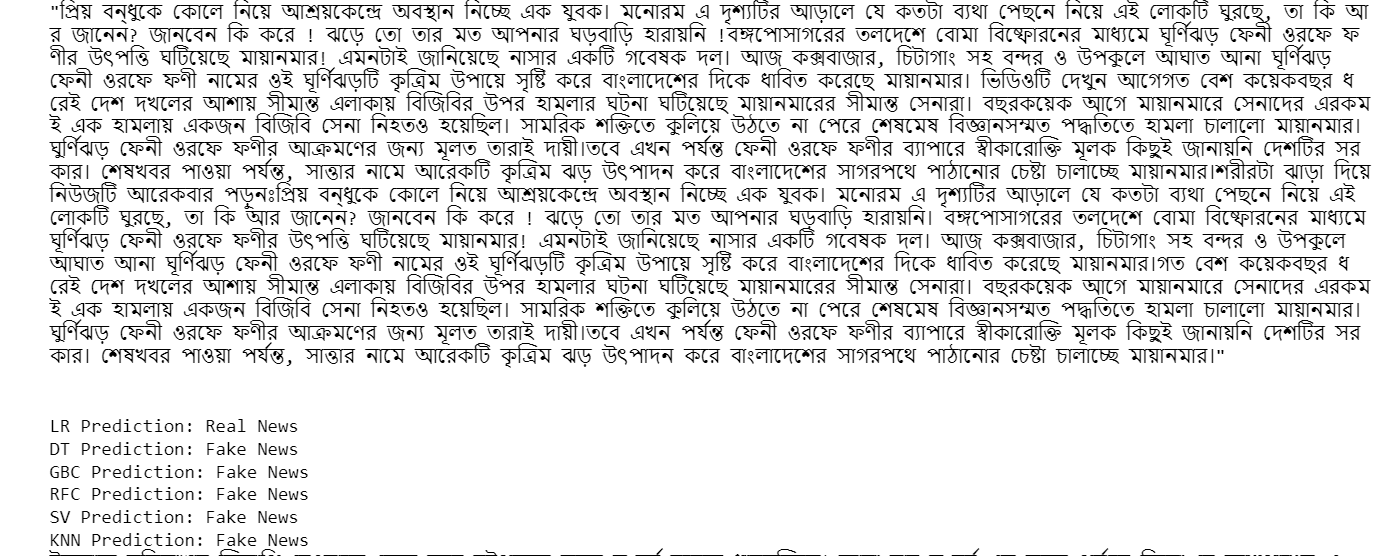 "প্রিয় বন্ধুকে কোলে নিয়ে আশ্রয়কেন্দ্রে অবস্থান নিচ্ছে এক যুবক। মনোরম এ দৃশ্যটির আড়ালে যে কতটা ব্যথা পেছনে নিয়ে এই লোকটি ঘুরছে, তা কি আ
র জানেন? জানবেন কি করে ! ঝড়ে তো তার মত আপনার ঘড়বাড়ি হারায়নি !বঙ্গপোসাগরের তলদেশে বোমা বিষ্ফোরনের মাধ্যমে ঘূর্ণিঝড় ফেনী ওরফে ফ
ণীর উৎপত্তি ঘটিয়েছে মায়ানমার! এমনটাই জানিয়েছে নাসার একটি গবেষক দল। আজ কক্সবাজার, চিটাগাং সহ বন্দর ও উপকুলে আঘাত আনা ঘূর্ণিঝড়
ফেনী ওরফে ফণী নামের ওই ঘূর্ণিঝড়টি কৃত্রিম উপায়ে সৃষ্টি করে বাংলাদেশের দিকে ধাবিত করেছে মায়ানমার। ভিডিওটি দেখুন আগেগত বেশ কয়েকবছর ধ
রেই দেশ দখলের আশায় সীমান্ত এলাকায় বিজিবির উপর হামলার ঘটনা ঘটিয়েছে মায়ানমারের সীমান্ত সেনারা। বছরকয়েক আগে মায়ানমারে সেনাদের এরকম
ই এক হামলায় একজন বিজিবি সেনা নিহতও হয়েছিল। সামরিক শক্তিতে কুলিয়ে উঠতে না পেরে শেষমেষ বিজ্ঞানসম্মত পদ্ধতিতে হামলা চালালো মায়ানমার।
ঘুর্ণিঝড় ফেনী ওরফে ফণীর আক্রমণের জন্য মূলত তারাই দায়ী।তবে এখন পর্যন্ত ফেনী ওরফে ফণীর ব্যাপারে স্বীকারোক্তি মূলক কিছুই জানায়নি দেশটির সর
কার। শেষখবর পাওয়া পর্যন্ত, সাত্তার নামে আরেকটি কৃত্রিম ঝড় উৎপাদন করে বাংলাদেশের সাগরপথে পাঠানোর চেষ্টা চালাচ্ছে মায়ানমার।শরীরটা ঝাড়া দিয়ে
নিউজটি আরেকবার পড়ুনঃপ্রিয় বন্ধুকে কোলে নিয়ে আশ্রয়কেন্দ্রে অবস্থান নিচ্ছে এক যুবক। মনোরম এ দৃশ্যটির আড়ালে যে কতটা ব্যথা পেছনে নিয়ে এই
লোকটি ঘুরছে, তা কি আর জানেন? জানবেন কি করে ! ঝড়ে তো তার মত আপনার ঘড়বাড়ি হারায়নি। বঙ্গপোসাগরের তলদেশে বোমা বিষ্ফোরনের মাধ্যমে
ঘূর্ণিঝড় ফেনী ওরফে ফণীর উৎপত্তি ঘটিয়েছে মায়ানমার! এমনটাই জানিয়েছে নাসার একটি গবেষক দল। আজ কক্সবাজার, চিটাগাং সহ বন্দর ও উপকুলে
আঘাত আনা ঘূর্ণিঝড় ফেনী ওরফে ফণী নামের ওই ঘূর্ণিঝড়টি কৃত্রিম উপায়ে সৃষ্টি করে বাংলাদেশের দিকে ধাবিত করেছে মায়ানমার।গত বেশ কয়েকবছর ধ
রেই দেশ দখলের আশায় সীমান্ত এলাকায় বিজিবির উপর হামলার ঘটনা ঘটিয়েছে মায়ানমারের সীমান্ত সেনারা। বছরকয়েক আগে মায়ানমারে সেনাদের এরকম
ই এক হামলায় একজন বিজিবি সেনা নিহতও হয়েছিল। সামরিক শক্তিতে কুলিয়ে উঠতে না পেরে শেষমেষ বিজ্ঞানসম্মত পদ্ধতিতে হামলা চালালো মায়ানমার।
ঘুর্ণিঝড় ফেনী ওরফে ফণীর আক্রমণের জন্য মূলত তারাই দায়ী।তবে এখন পর্যন্ত ফেনী ওরফে ফণীর ব্যাপারে স্বীকারোক্তি মূলক কিছুই জানায়নি দেশটির সর
কার। শেষখবর পাওয়া পর্যন্ত, সাত্তার নামে আরেকটি কৃত্রিম ঝড় উৎপাদন করে বাংলাদেশের সাগরপথে পাঠানোর চেষ্টা চালাচ্ছে মায়ানমার।"
LR Prediction: Real News
DT Prediction: Fake News
GBC Prediction: Fake News
RFC Prediction: Fake News
SV Prediction: Fake News
KNN Prediction: Fake News